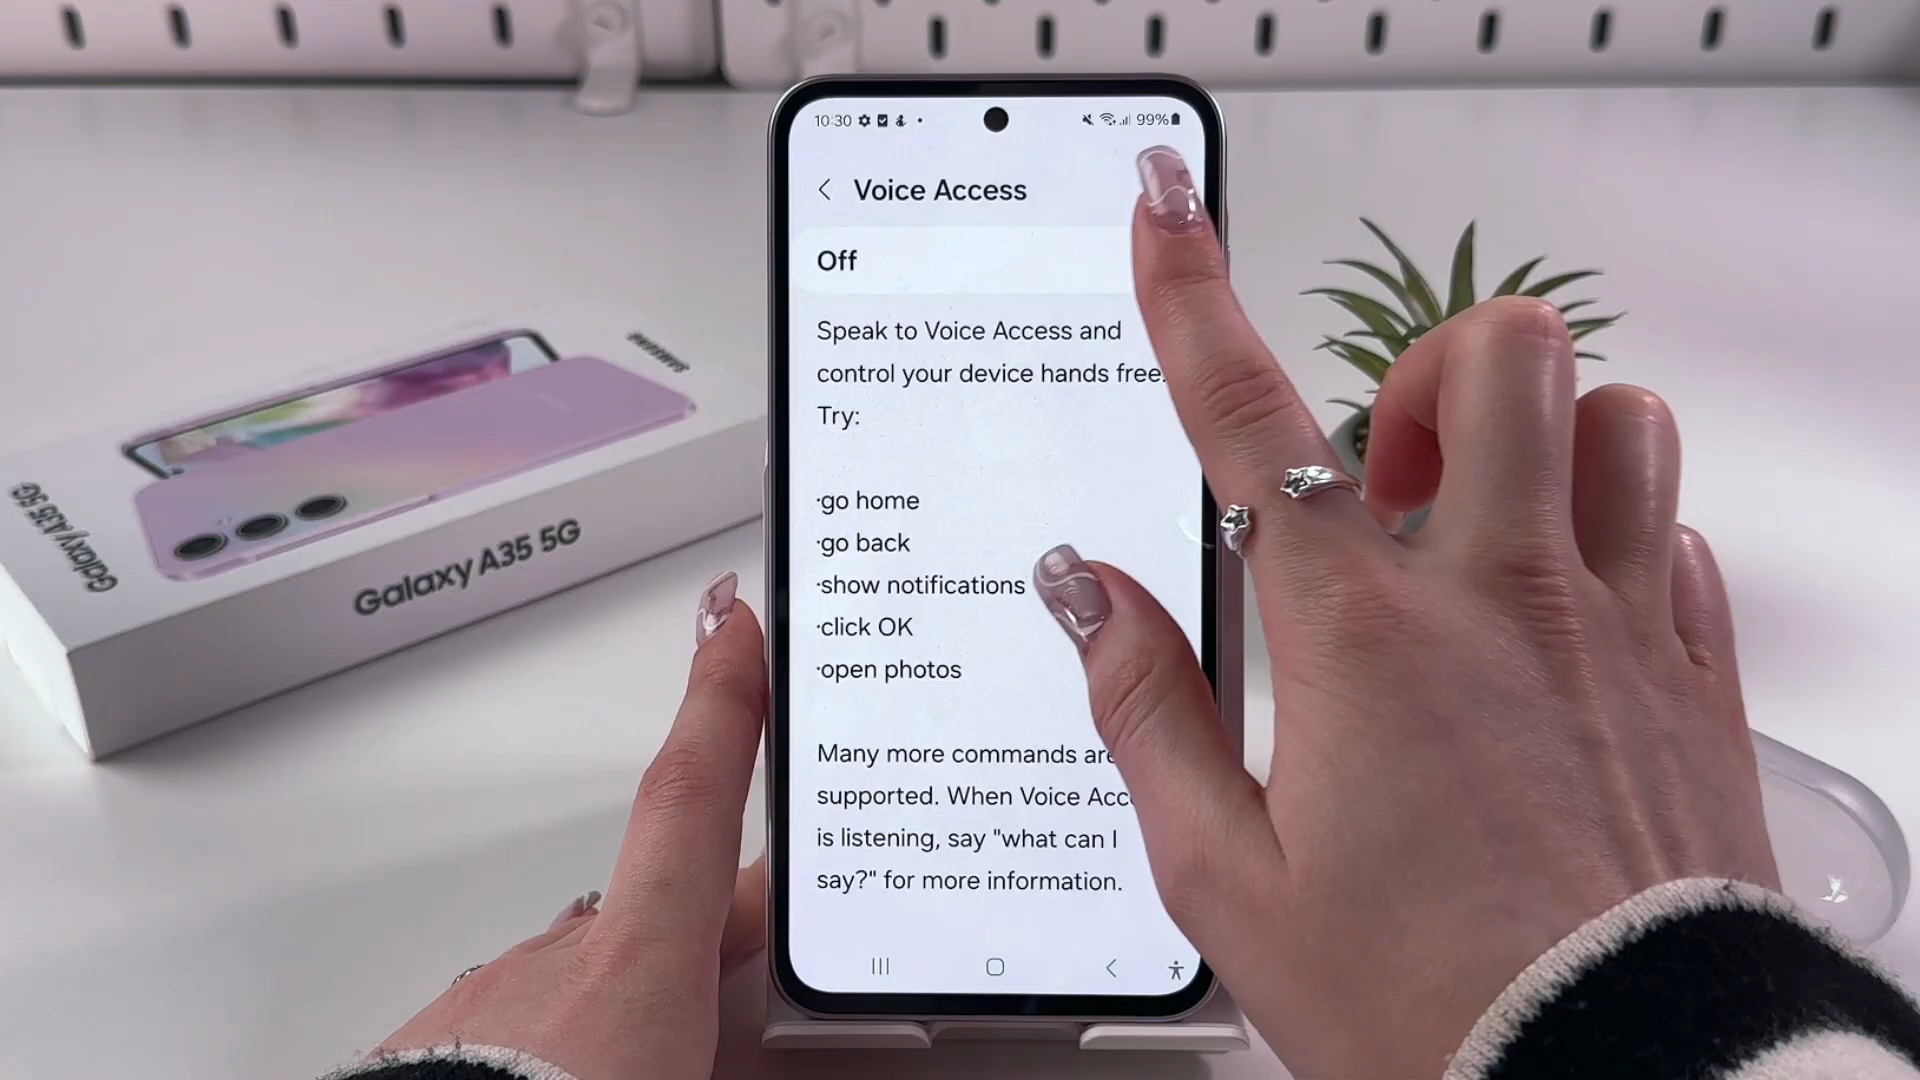 10:30
99%
Voice Access
Off
Speak to Voice Access and
control your device hands free.
Try:
·go home
·go back
·show notifications
·click OK
·open photos
Many more commands are
supported. When Voice Acc
is listening, say "what can I
say?" for more information.
SAMSUNG
Galaxy A35 5G
Galaxy A35 5G